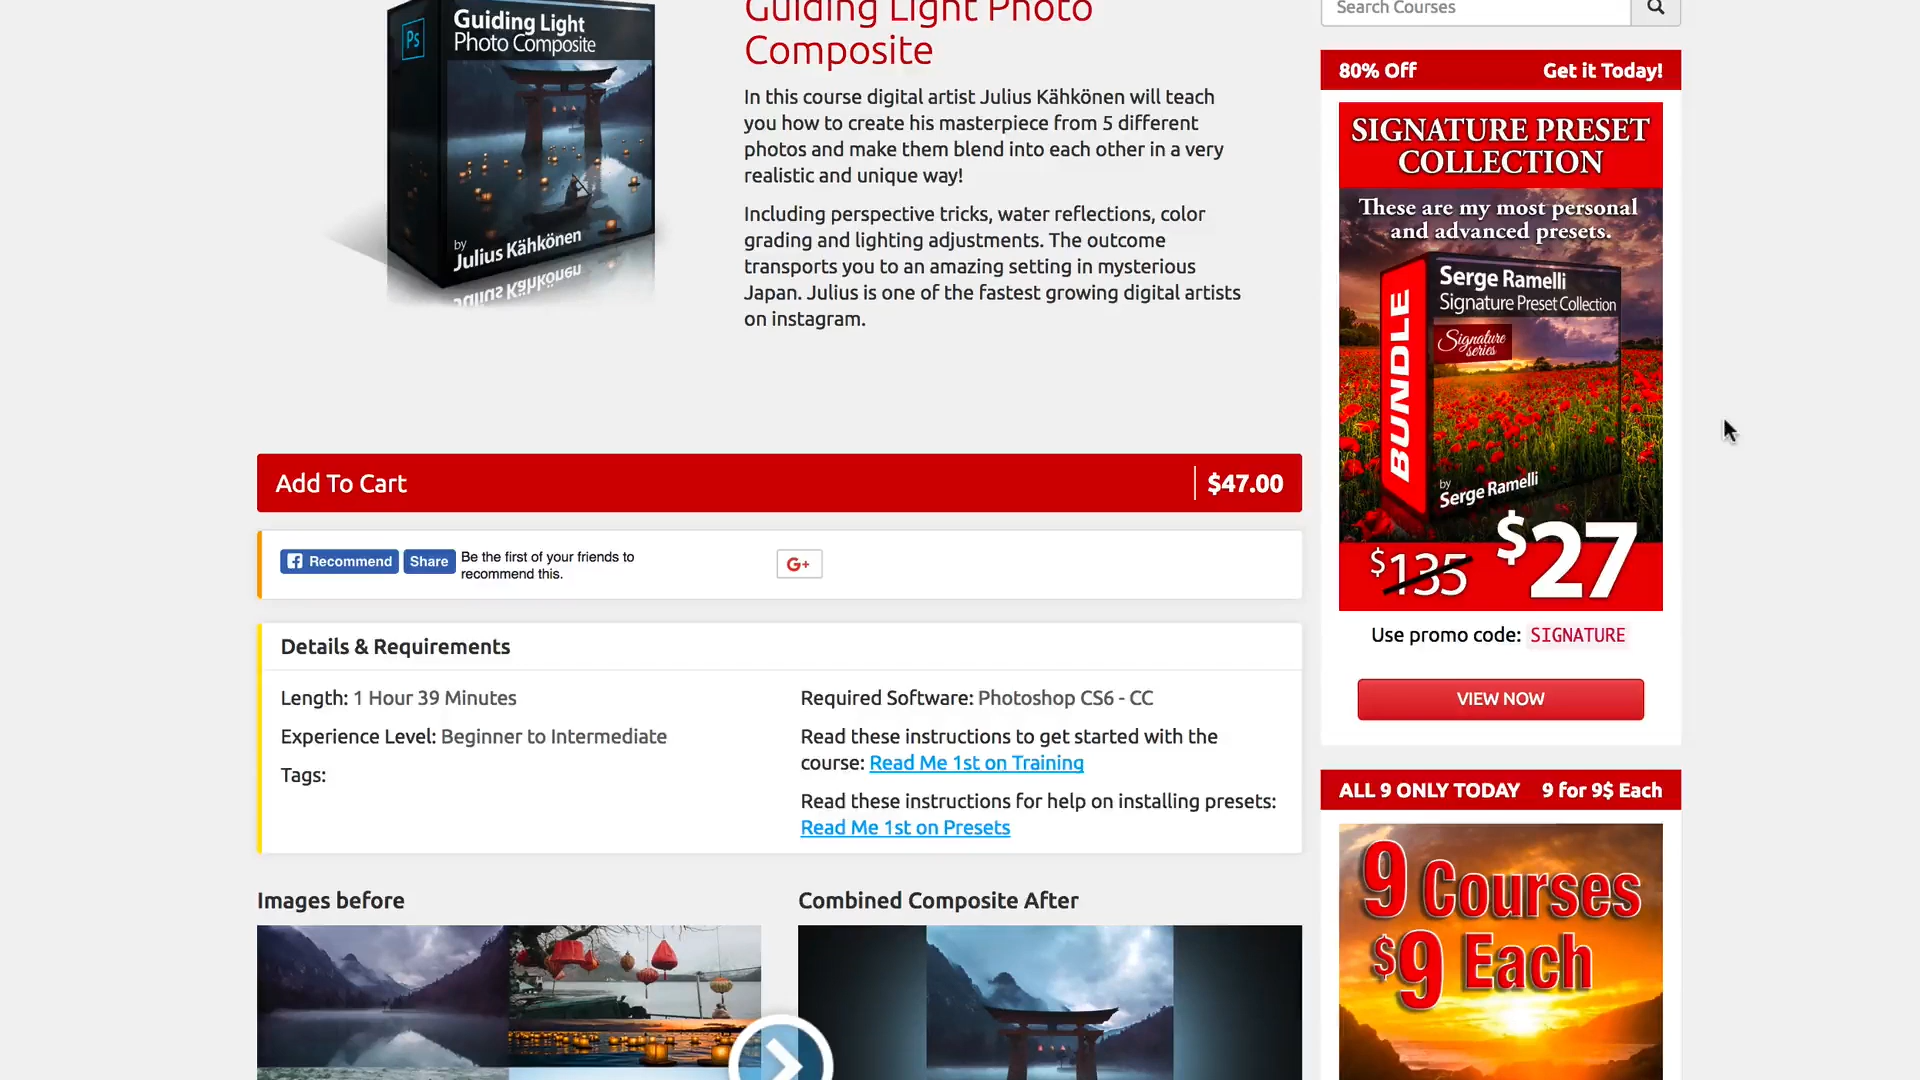 Guiding Light
Photo Composite
Ps
by
Julius Kähkönen
Guiding Light Photo
Composite
In this course digital artist Julius Kähkönen will teach
you how to create his masterpiece from 5 different
photos and make them blend into each other in a very
realistic and unique way!
Including perspective tricks, water reflections, color
grading and lighting adjustments. The outcome
transports you to an amazing setting in mysterious
Japan. Julius is one of the fastest growing digital artists
on instagram.
Add To Cart
$47.00
Recommend
Share
Be the first of your friends to
recommend this.
G+
Details & Requirements
Length: 1 Hour 39 Minutes
Experience Level: Beginner to Intermediate
Tags:
Required Software: Photoshop CS6 - CC
Read these instructions to get started with the
course: Read Me 1st on Training
Read these instructions for help on installing presets:
Read Me 1st on Presets
Images before
Combined Composite After
Search Courses
80% Off
Get it Today!
SIGNATURE PRESET
COLLECTION
These are my most personal
and advanced presets.
BUNDLE
Serge Ramelli
Signature Preset Collection
Signature
series
by
Serge Ramelli
$135
$27
Use promo code: SIGNATURE
VIEW NOW
ALL 9 ONLY TODAY
9 for 9$ Each
9 Courses
$9 Each